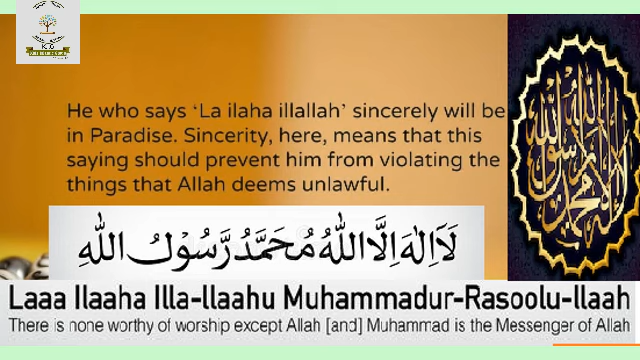 He who says ‘La ilaha illallah’ sincerely will be
in Paradise. Sincerity, here, means that this
saying should prevent him from violating the
things that Allah deems unlawful.
لَاۤ اِلٰهَ اِلَّا اللهُ مُحَمَّدٌ رَّسُوْلُ اللهِ
Laaa Ilaaha Illa-llaahu Muhammadur-Rasoolu-llaah
There is none worthy of worship except Allah [and] Muhammad is the Messenger of Allah